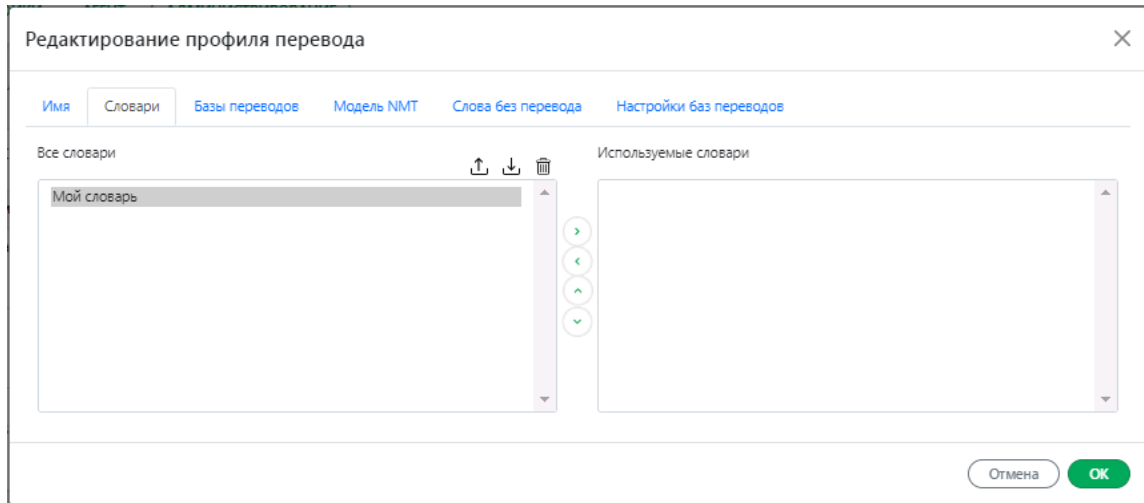 Редактирование профиля перевода
Имя Словари Базы переводов Модель NMT Слова без перевода Настройки баз переводов
Все словари Используемые словари
Мой словарь
Отмена ОК